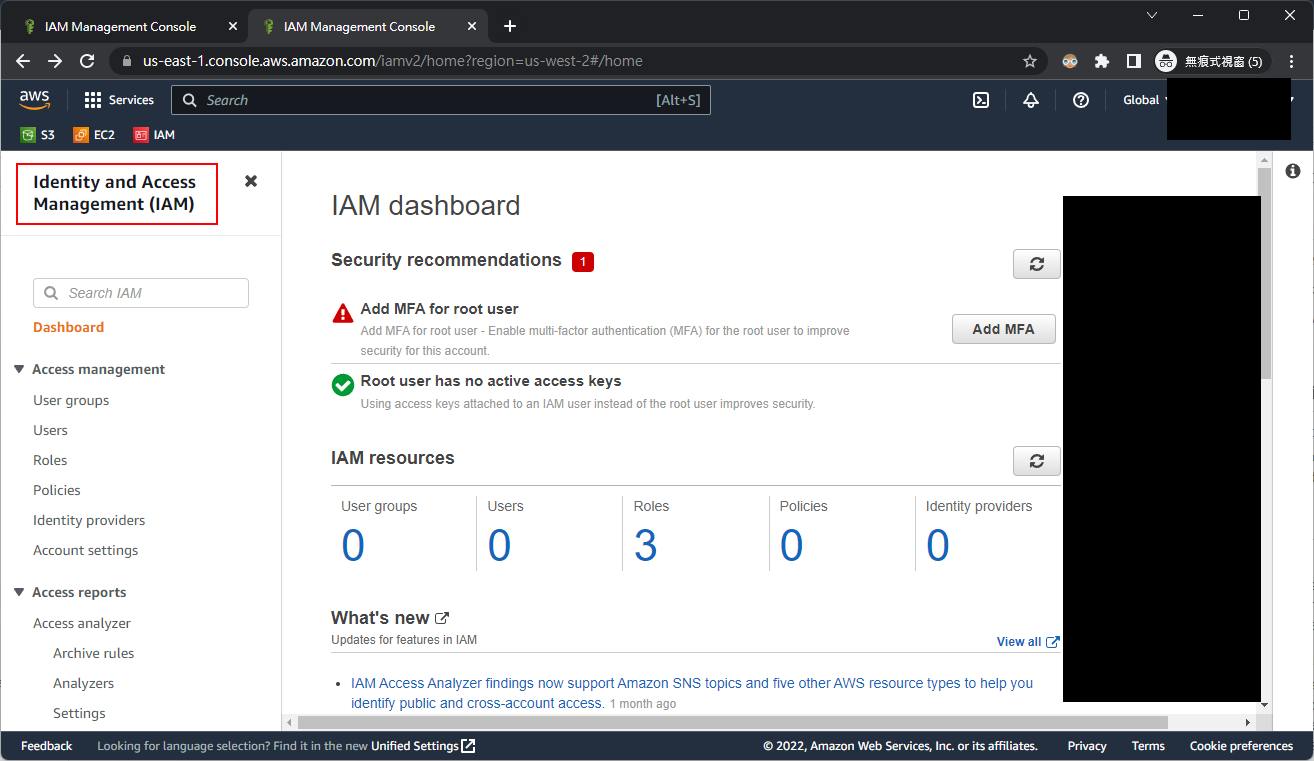 IAM Management Console
IAM Management Console
us-east-1.console.aws.amazon.com/iamv2/home?region=us-west-2#/home
無痕式視窗 (5)
aws
Services
Search
[Alt+S]
Global
S3
EC2
IAM
Identity and Access
Management (IAM)
Search IAM
Dashboard
Access management
User groups
Users
Roles
Policies
Identity providers
Account settings
Access reports
Access analyzer
Archive rules
Analyzers
Settings
IAM dashboard
Security recommendations 1
Add MFA for root user
Add MFA for root user - Enable multi-factor authentication (MFA) for the root user to improve
security for this account.
Add MFA
Root user has no active access keys
Using access keys attached to an IAM user instead of the root user improves security.
IAM resources
User groups
0
Users
0
Roles
3
Policies
0
Identity providers
0
What's new
Updates for features in IAM
View all
• IAM Access Analyzer findings now support Amazon SNS topics and five other AWS resource types to help you
identify public and cross-account access. 1 month ago
Feedback
Looking for language selection? Find it in the new Unified Settings
© 2022, Amazon Web Services, Inc. or its affiliates.
Privacy
Terms
Cookie preferences